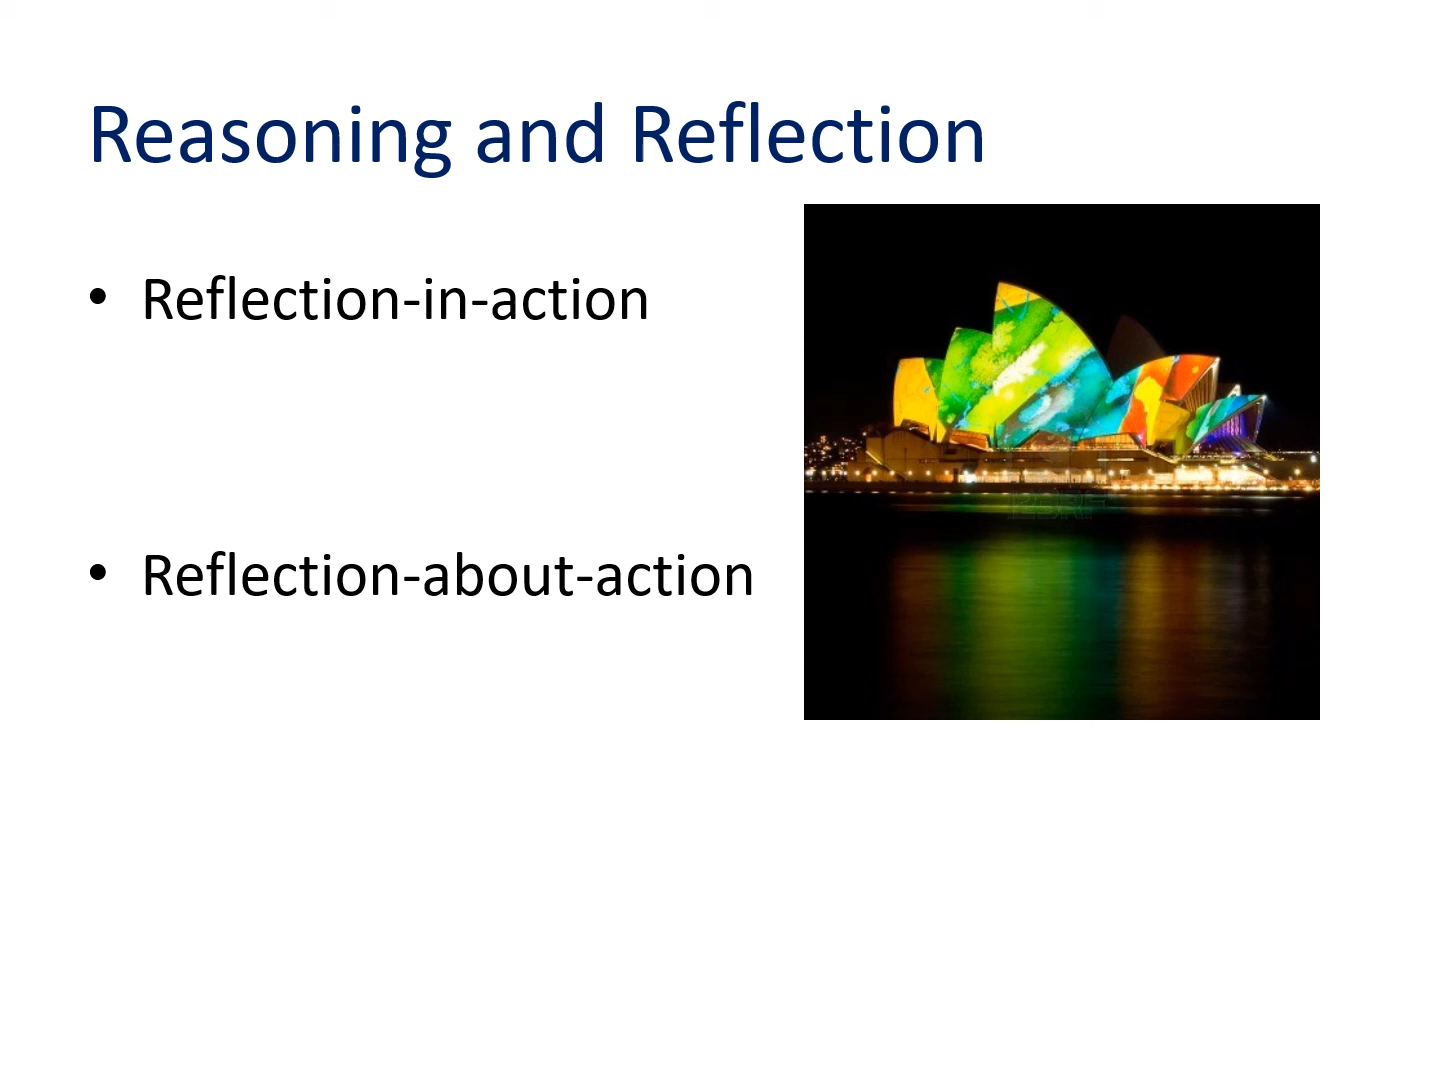 Reasoning and Reflection
• Reflection-in-action
• Reflection-about-action